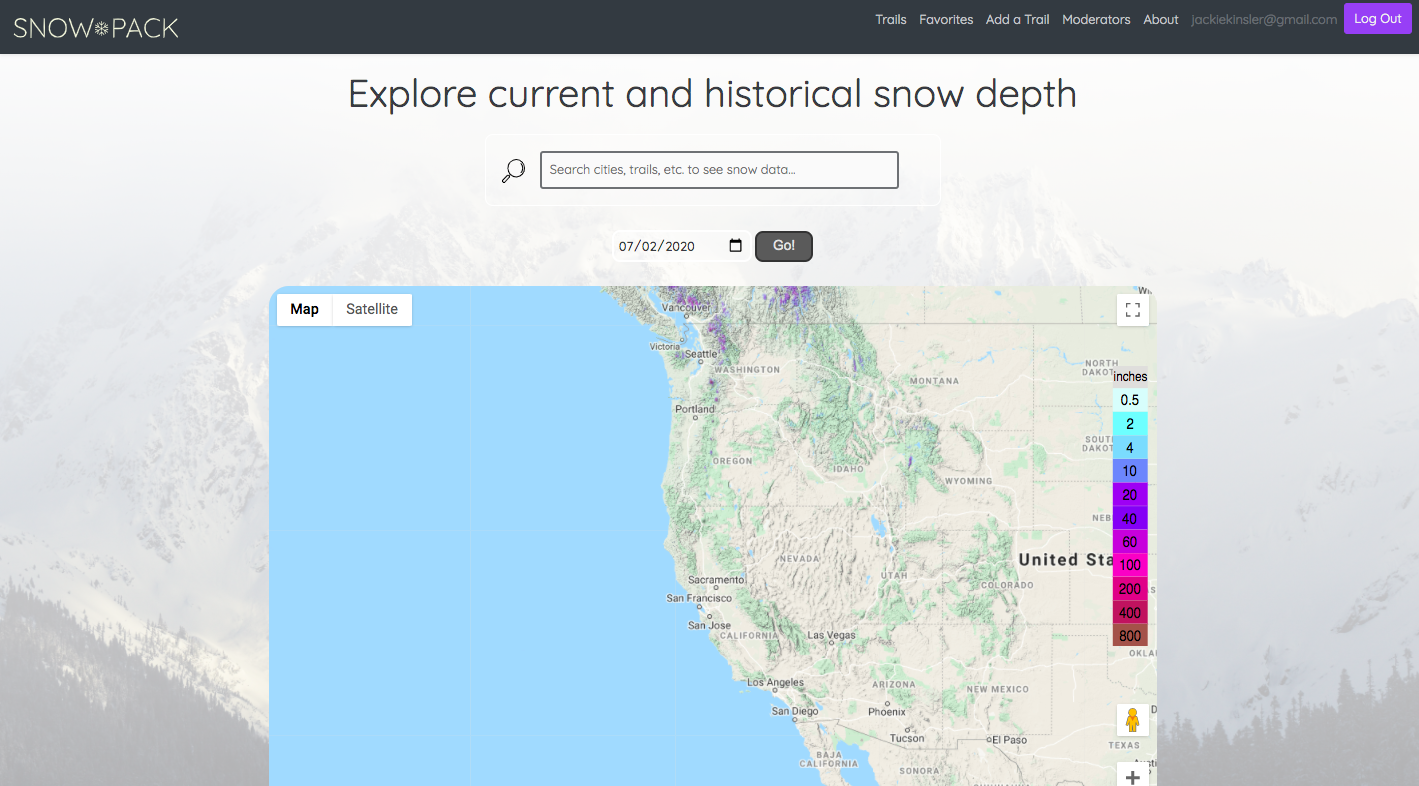 SNOW PACK
Trails Favorites Add a Trail Moderators About jackiekinsler@gmail.com Log Out
Explore current and historical snow depth
Search cities, trails, etc. to see snow data...
07/02/2020 Go!
Map Satellite
Vancouver
Victoria
Seattle
WASHINGTON
NORTH
DAKOT
MONTANA
inches
0.5
Portland
2
SOUT
DAKOT
4
OREGON
IDAHO
10
WYOMING
20
NEB
40
60
NEVADA
United Sta
100
UTAH
Sacramento
COLORADO
200
San Francisco
400
San Jose
CALIFORNIA
Las Vegas
800
OKLA
Los Angeles
ARIZONA
NEW MEXICO
San Diego
Phoenix
Tucson
El Paso
TEXAS
BAJA
CALIFORNIA
SONORA